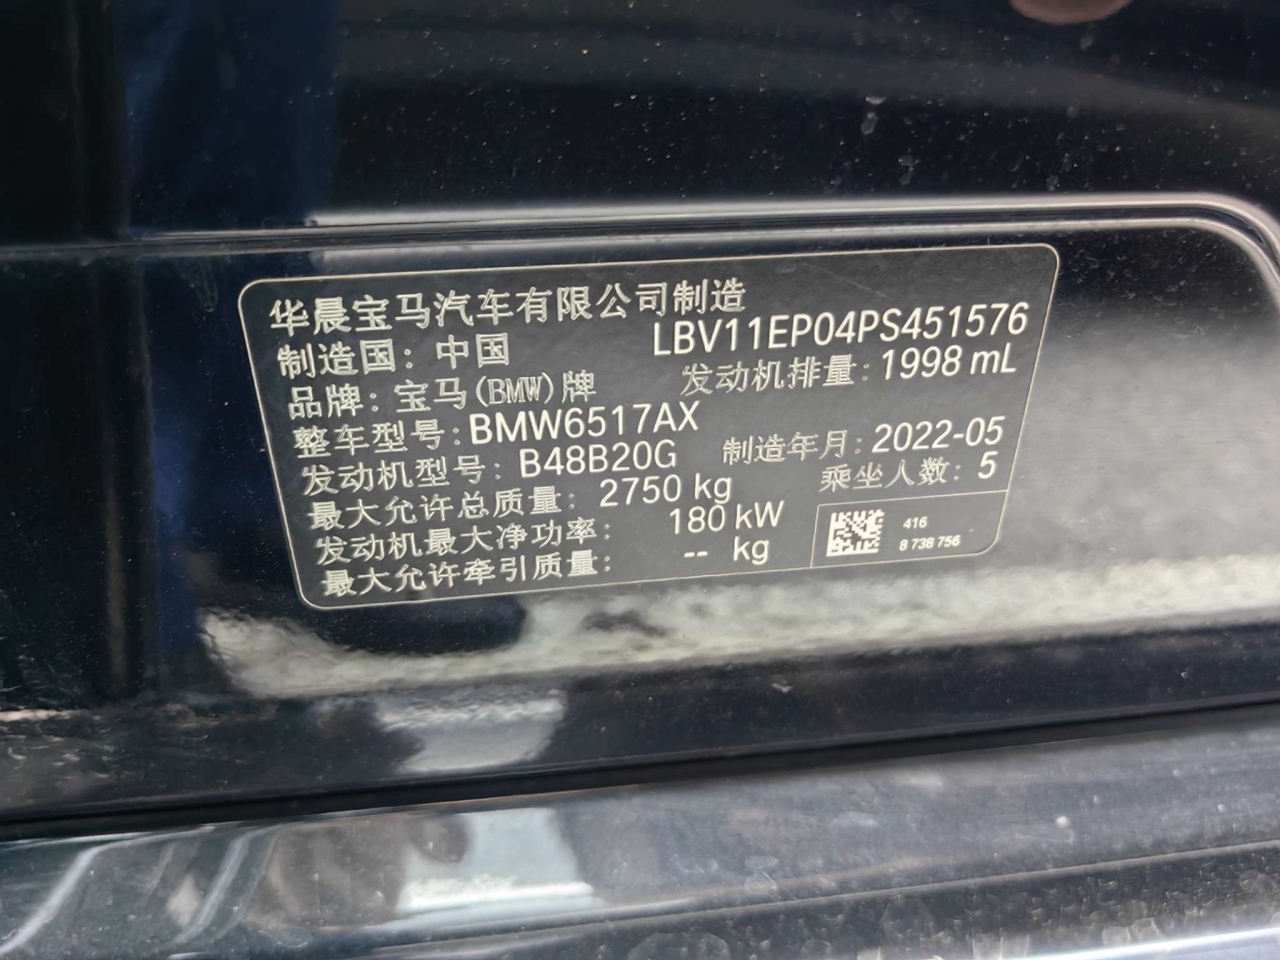 华晨宝马汽车有限公司制造
制造国：中国 LBV11EP04PS451576
品牌：宝马(BMW)牌 发动机排量：1998 mL
整车型号：BMW6517AX
发动机型号：B48B20G 制造年月：2022-05
最大允许总质量：2750 kg 乘坐人数：5
发动机最大净功率：180 kW
最大允许牵引质量：-- kg
416
8 738 756